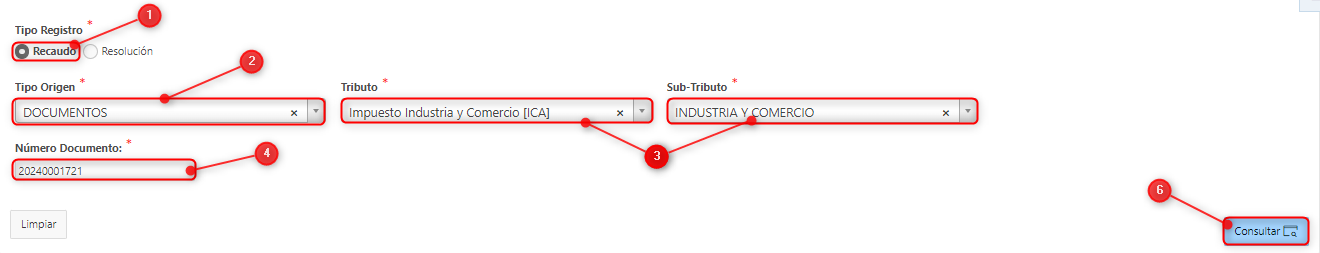 1
Tipo Registro *
Recaudo Resolución
2
Tipo Origen * Tributo * Sub-Tributo *
DOCUMENTOS × Impuesto Industria y Comercio [ICA] × INDUSTRIA Y COMERCIO ×
Número Documento: * 4 3
20240001721
6
Limpiar Consultar